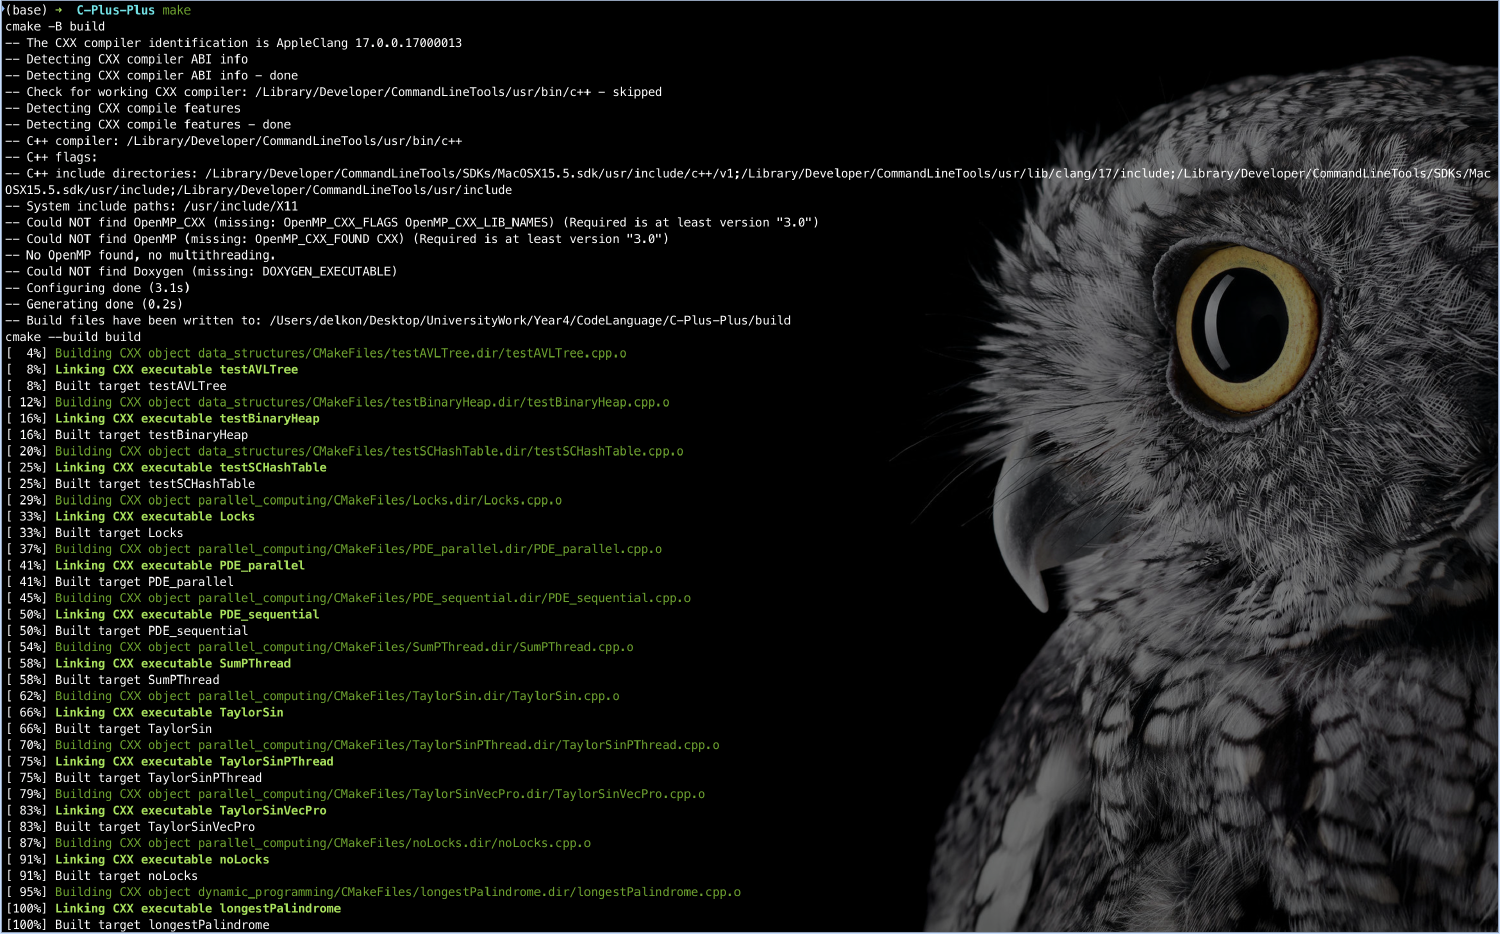 (base) → C-Plus-Plus make
cmake -B build
-- The CXX compiler identification is AppleClang 17.0.0.17000013
-- Detecting CXX compiler ABI info
-- Detecting CXX compiler ABI info - done
-- Check for working CXX compiler: /Library/Developer/CommandLineTools/usr/bin/c++ - skipped
-- Detecting CXX compile features
-- Detecting CXX compile features - done
-- C++ compiler: /Library/Developer/CommandLineTools/usr/bin/c++
-- C++ flags:
-- C++ include directories: /Library/Developer/CommandLineTools/SDKs/MacOSX15.5.sdk/usr/include/c++/v1;/Library/Developer/CommandLineTools/usr/lib/clang/17/include;/Library/Developer/CommandLineTools/SDKs/Mac
OSX15.5.sdk/usr/include;/Library/Developer/CommandLineTools/usr/include
-- System include paths: /usr/include/X11
-- Could NOT find OpenMP_CXX (missing: OpenMP_CXX_FLAGS OpenMP_CXX_LIB_NAMES) (Required is at least version "3.0")
-- Could NOT find OpenMP (missing: OpenMP_CXX_FOUND CXX) (Required is at least version "3.0")
-- No OpenMP found, no multithreading.
-- Could NOT find Doxygen (missing: DOXYGEN_EXECUTABLE)
-- Configuring done (3.1s)
-- Generating done (0.2s)
-- Build files have been written to: /Users/delkon/Desktop/UniversityWork/Year4/CodeLanguage/C-Plus-Plus/build
cmake --build build
[  4%] Building CXX object data_structures/CMakeFiles/testAVLTree.dir/testAVLTree.cpp.o
[  8%] Linking CXX executable testAVLTree
[  8%] Built target testAVLTree
[ 12%] Building CXX object data_structures/CMakeFiles/testBinaryHeap.dir/testBinaryHeap.cpp.o
[ 16%] Linking CXX executable testBinaryHeap
[ 16%] Built target testBinaryHeap
[ 20%] Building CXX object data_structures/CMakeFiles/testSCHashTable.dir/testSCHashTable.cpp.o
[ 25%] Linking CXX executable testSCHashTable
[ 25%] Built target testSCHashTable
[ 29%] Building CXX object parallel_computing/CMakeFiles/Locks.dir/Locks.cpp.o
[ 33%] Linking CXX executable Locks
[ 33%] Built target Locks
[ 37%] Building CXX object parallel_computing/CMakeFiles/PDE_parallel.dir/PDE_parallel.cpp.o
[ 41%] Linking CXX executable PDE_parallel
[ 41%] Built target PDE_parallel
[ 45%] Building CXX object parallel_computing/CMakeFiles/PDE_sequential.dir/PDE_sequential.cpp.o
[ 50%] Linking CXX executable PDE_sequential
[ 50%] Built target PDE_sequential
[ 54%] Building CXX object parallel_computing/CMakeFiles/SumPThread.dir/SumPThread.cpp.o
[ 58%] Linking CXX executable SumPThread
[ 58%] Built target SumPThread
[ 62%] Building CXX object parallel_computing/CMakeFiles/TaylorSin.dir/TaylorSin.cpp.o
[ 66%] Linking CXX executable TaylorSin
[ 66%] Built target TaylorSin
[ 70%] Building CXX object parallel_computing/CMakeFiles/TaylorSinPThread.dir/TaylorSinPThread.cpp.o
[ 75%] Linking CXX executable TaylorSinPThread
[ 75%] Built target TaylorSinPThread
[ 79%] Building CXX object parallel_computing/CMakeFiles/TaylorSinVecPro.dir/TaylorSinVecPro.cpp.o
[ 83%] Linking CXX executable TaylorSinVecPro
[ 83%] Built target TaylorSinVecPro
[ 87%] Building CXX object parallel_computing/CMakeFiles/noLocks.dir/noLocks.cpp.o
[ 91%] Linking CXX executable noLocks
[ 91%] Built target noLocks
[ 95%] Building CXX object dynamic_programming/CMakeFiles/longestPalindrome.dir/longestPalindrome.cpp.o
[100%] Linking CXX executable longestPalindrome
[100%] Built target longestPalindrome